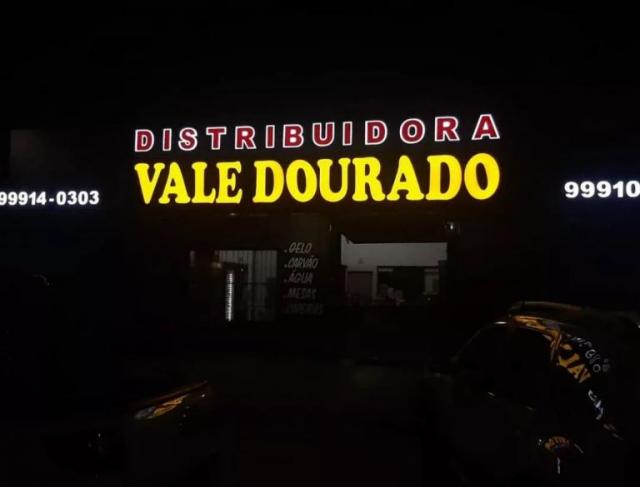 DISTRIBUIDORA
VALE DOURADO
99914-0303
99910
.GELO
.CARVÃO
.ÁGUA
.MESAS